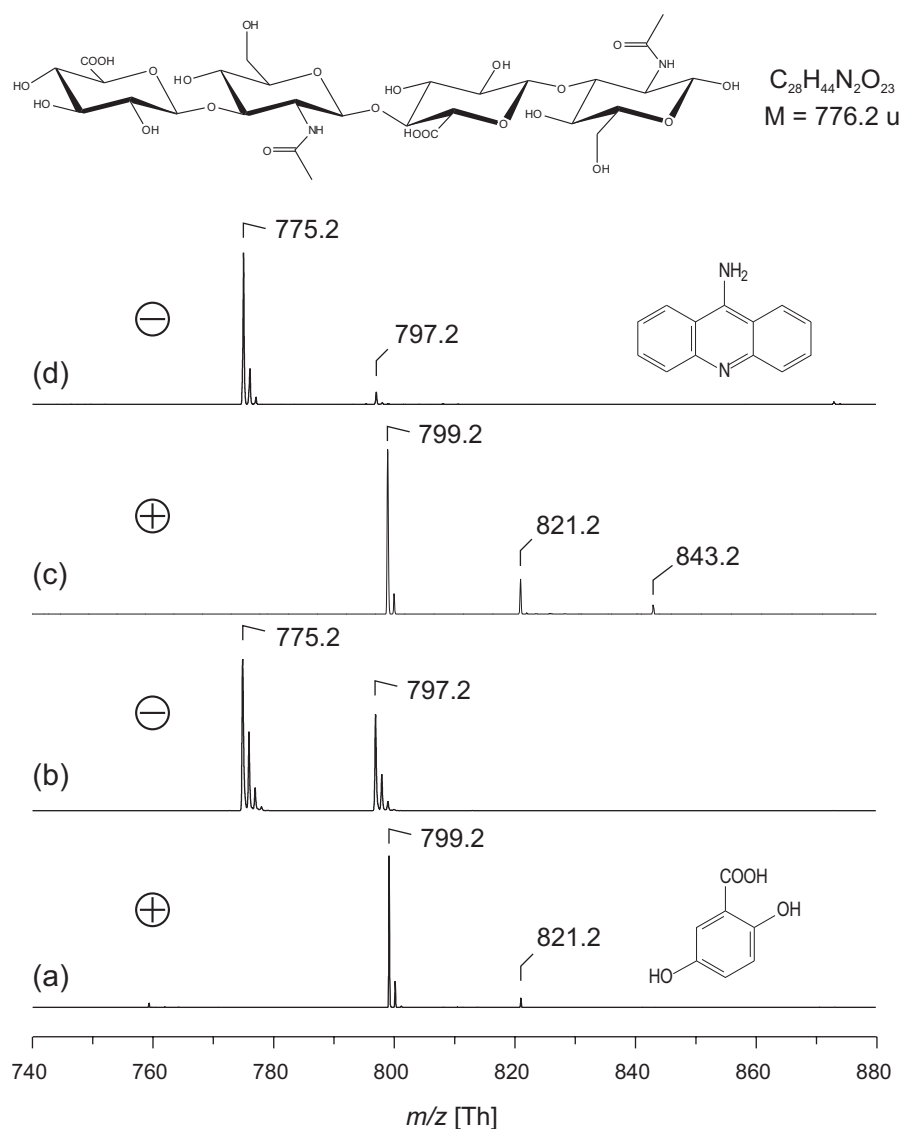 COOH
O
HO
HO
OH
O
OH
HO
O
O
NH
O
O
HO
OH
HOOC
O
O
O
NH
OH
HO
O
OH
C28H44N2O23
M = 776.2 u
775.2
797.2
NH2
N
(d)
−
799.2
821.2
843.2
(c)
+
775.2
797.2
(b)
−
799.2
821.2
COOH
OH
HO
(a)
+
740 760 780 800 820 840 860 880
m/z [Th]